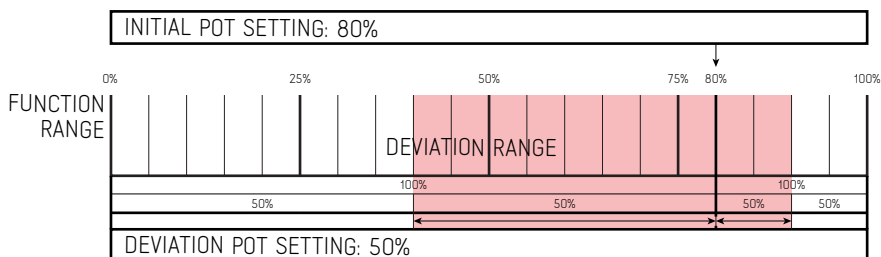 INITIAL POT SETTING: 80%
0% 25% 50% 75% 80% 100%
FUNCTION
RANGE
DEVIATION RANGE
100% 100%
50% 50% 50% 50%
DEVIATION POT SETTING: 50%